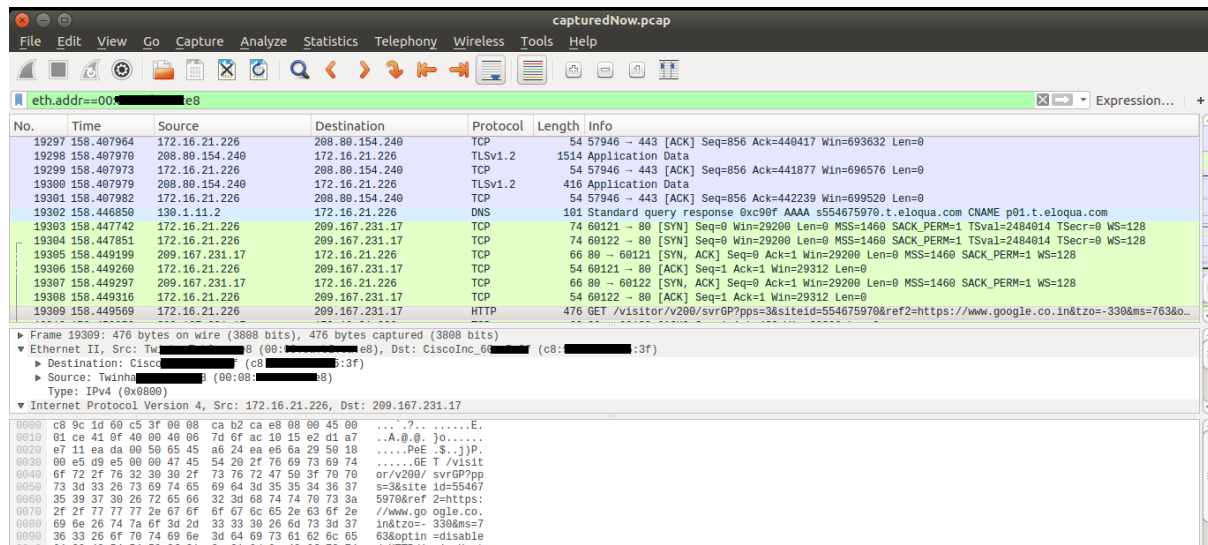 capturedNow.pcap
File Edit View Go Capture Analyze Statistics Telephony Wireless Tools Help
eth.addr==00: :e8 Expression… +
No. Time Source Destination Protocol Length Info
19297 158.407964 172.16.21.226 208.80.154.240 TCP 54 57946 → 443 [ACK] Seq=856 Ack=440417 Win=693632 Len=0
19298 158.407970 208.80.154.240 172.16.21.226 TLSv1.2 1514 Application Data
19299 158.407973 172.16.21.226 208.80.154.240 TCP 54 57946 → 443 [ACK] Seq=856 Ack=441877 Win=696576 Len=0
19300 158.407979 208.80.154.240 172.16.21.226 TLSv1.2 416 Application Data
19301 158.407982 172.16.21.226 208.80.154.240 TCP 54 57946 → 443 [ACK] Seq=856 Ack=442239 Win=699520 Len=0
19302 158.446850 130.1.11.2 172.16.21.226 DNS 101 Standard query response 0xc90f AAAA s554675970.t.eloqua.com CNAME p01.t.eloqua.com
19303 158.447742 172.16.21.226 209.167.231.17 TCP 74 60121 → 80 [SYN] Seq=0 Win=29200 Len=0 MSS=1460 SACK_PERM=1 TSval=2484014 TSecr=0 WS=128
19304 158.447851 172.16.21.226 209.167.231.17 TCP 74 60122 → 80 [SYN] Seq=0 Win=29200 Len=0 MSS=1460 SACK_PERM=1 TSval=2484014 TSecr=0 WS=128
19305 158.449199 209.167.231.17 172.16.21.226 TCP 66 80 → 60121 [SYN, ACK] Seq=0 Ack=1 Win=29200 Len=0 MSS=1460 SACK_PERM=1 WS=128
19306 158.449260 172.16.21.226 209.167.231.17 TCP 54 60121 → 80 [ACK] Seq=1 Ack=1 Win=29312 Len=0
19307 158.449297 209.167.231.17 172.16.21.226 TCP 66 80 → 60122 [SYN, ACK] Seq=0 Ack=1 Win=29200 Len=0 MSS=1460 SACK_PERM=1 WS=128
19308 158.449316 172.16.21.226 209.167.231.17 TCP 54 60122 → 80 [ACK] Seq=1 Ack=1 Win=29312 Len=0
19309 158.449569 172.16.21.226 209.167.231.17 HTTP 476 GET /visitor/v200/svrGP?pps=3&siteid=554675970&ref2=https://www.google.co.in&tzo=-330&ms=763&o…
Frame 19309: 476 bytes on wire (3808 bits), 476 bytes captured (3808 bits)
Ethernet II, Src: (00: e8), Dst: (c8: :3f)
Destination: (c8 :3f)
Source: (00:08: e8)
Type: IPv4 (0x0800)
Internet Protocol Version 4, Src: 172.16.21.226, Dst: 209.167.231.17
0000 c8 9c 1d 60 c5 3f 00 08 ca b2 ca e8 08 00 45 00 ...`.?.. ......E.
0010 01 ce 41 0f 40 00 40 06 7d 6f ac 10 15 e2 d1 a7 ..A.@.@. }o......
0020 e7 11 ea da 00 50 65 45 a6 24 ea e6 6a 29 50 18 .....PeE .$..j)P.
0030 00 e5 d9 e5 00 00 47 45 54 20 2f 76 69 73 69 74 ......GE T /visit
0040 6f 72 2f 76 32 30 30 2f 73 76 72 47 50 3f 70 70 or/v200/ svrGP?pp
0050 73 3d 33 26 73 69 74 65 69 64 3d 35 35 34 36 37 s=3&site id=55467
0060 35 39 37 30 26 72 65 66 32 3d 68 74 74 70 73 3a 5970&ref 2=https:
0070 2f 2f 77 77 77 2e 67 6f 6f 67 6c 65 2e 63 6f 2e //www.go ogle.co.
0080 69 6e 26 74 7a 6f 3d 2d 33 33 30 26 6d 73 3d 37 in&tzo=- 330&ms=7
0090 36 33 26 6f 70 74 69 6e 3d 64 69 73 61 62 6c 65 63&optin =disable